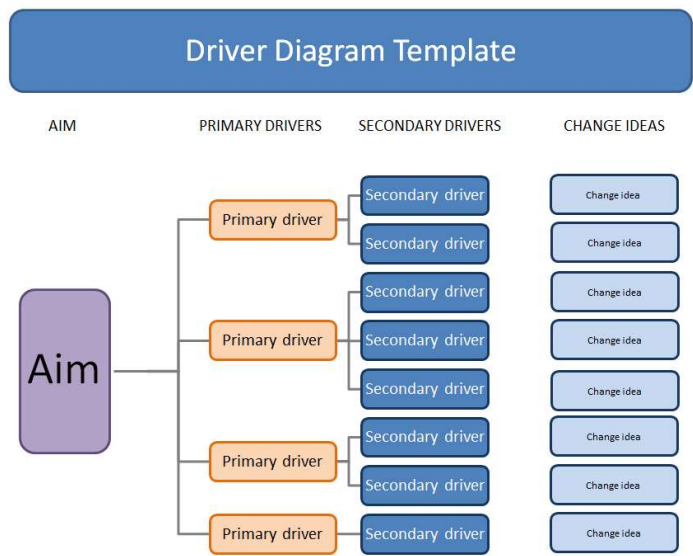 Driver Diagram Template
AIM PRIMARY DRIVERS SECONDARY DRIVERS CHANGE IDEAS
Secondary driver Change idea
Primary driver
Secondary driver Change idea
Secondary driver Change idea
Primary driver Secondary driver Change idea
Aim
Secondary driver Change idea
Secondary driver Change idea
Primary driver
Secondary driver Change idea
Primary driver Secondary driver Change idea